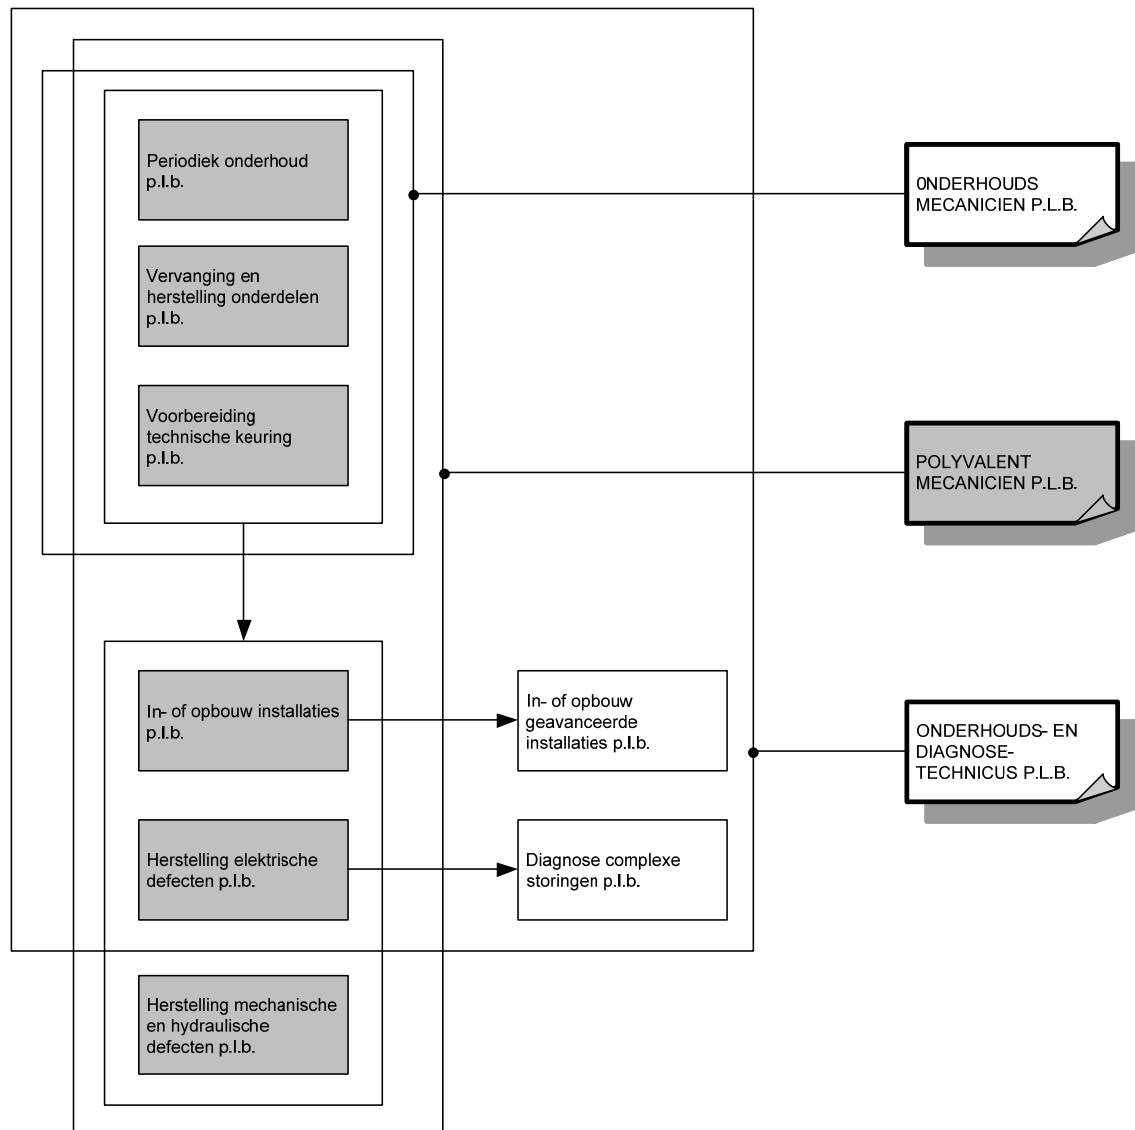 Periodiek onderhoud
p.l.b.
Vervanging en
herstelling onderdelen
p.l.b.
Voorbereiding
technische keuring
p.l.b.
In- of opbouw installaties
p.l.b.
Herstelling elektrische
defecten p.l.b.
Herstelling mechanische
en hydraulische
defecten p.l.b.
In- of opbouw
geavanceerde
installaties p.l.b.
Diagnose complexe
storingen p.l.b.
0NDERHOUDS
MECANICIEN P.L.B.
POLYVALENT
MECANICIEN P.L.B.
ONDERHOUDS- EN
DIAGNOSE-
TECHNICUS P.L.B.